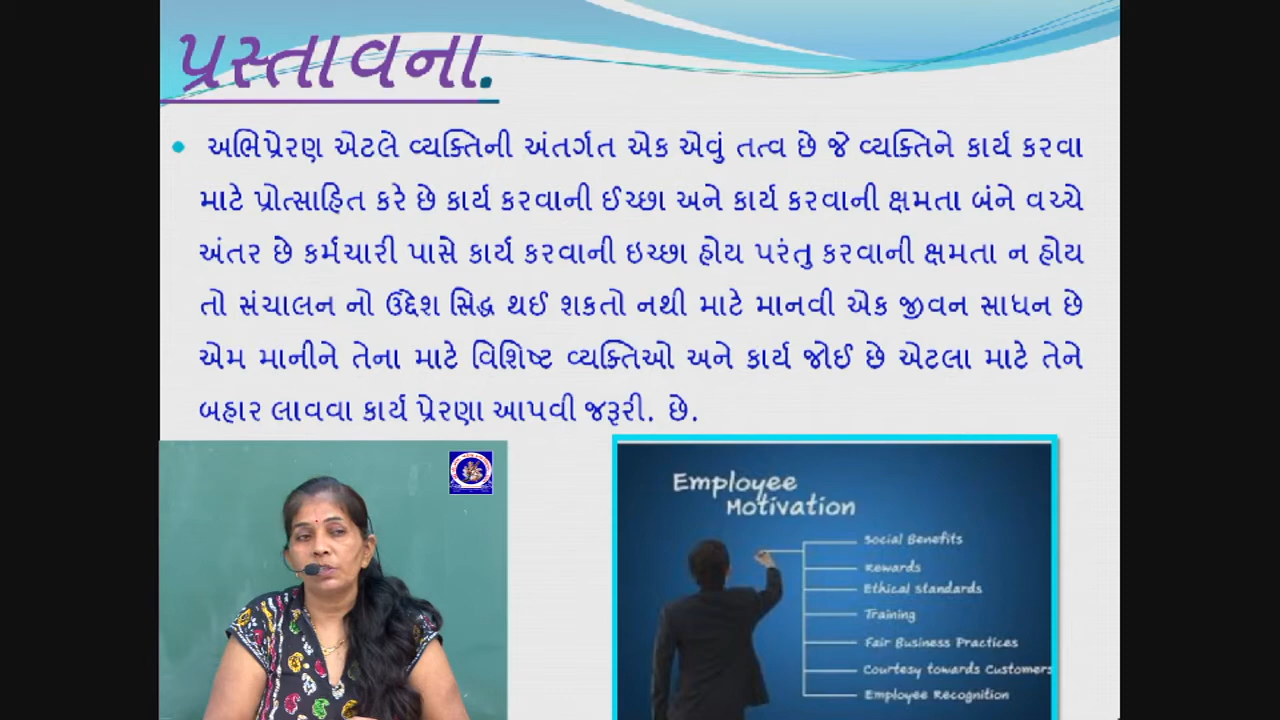 પ્રસ્તાવના.
• અભિપ્રેરણ એટલે વ્યક્તિની અંતર્ગત એક એવું તત્વ છે જે વ્યક્તિને કાર્ય કરવા
માટે પ્રોત્સાહિત કરે છે કાર્ય કરવાની ઈચ્છા અને કાર્ય કરવાની ક્ષમતા બંને વચ્ચે
અંતર છે કર્મચારી પાસે કાર્ય કરવાની ઇચ્છા હોય પરંતુ કરવાની ક્ષમતા ન હોય
તો સંચાલન નો ઉદ્દેશ સિદ્ધ થઈ શકતો નથી માટે માનવી એક જીવન સાધન છે
એમ માનીને તેના માટે વિશિષ્ટ વ્યક્તિઓ અને કાર્ય જોઈ છે એટલા માટે તેને
બહાર લાવવા કાર્ય પ્રેરણા આપવી જરૂરી. છે.
Employee
Motivation
Social Benefits
Rewards
Ethical standards
Training
Fair Business Practices
Courtesy towards Customers
Employee Recognition